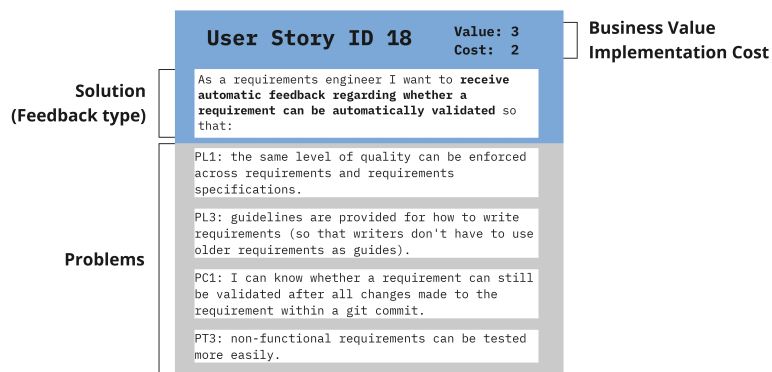 User Story ID 18
Value: 3
Cost: 2
Business Value
Implementation Cost
Solution
(Feedback type)
As a requirements engineer I want to receive
automatic feedback regarding whether a
requirement can be automatically validated so
that:
Problems
PL1: the same level of quality can be enforced
across requirements and requirements
specifications.
PL3: guidelines are provided for how to write
requirements (so that writers don't have to use
older requirements as guides).
PC1: I can know whether a requirement can still
be validated after all changes made to the
requirement within a git commit.
PT3: non-functional requirements can be tested
more easily.